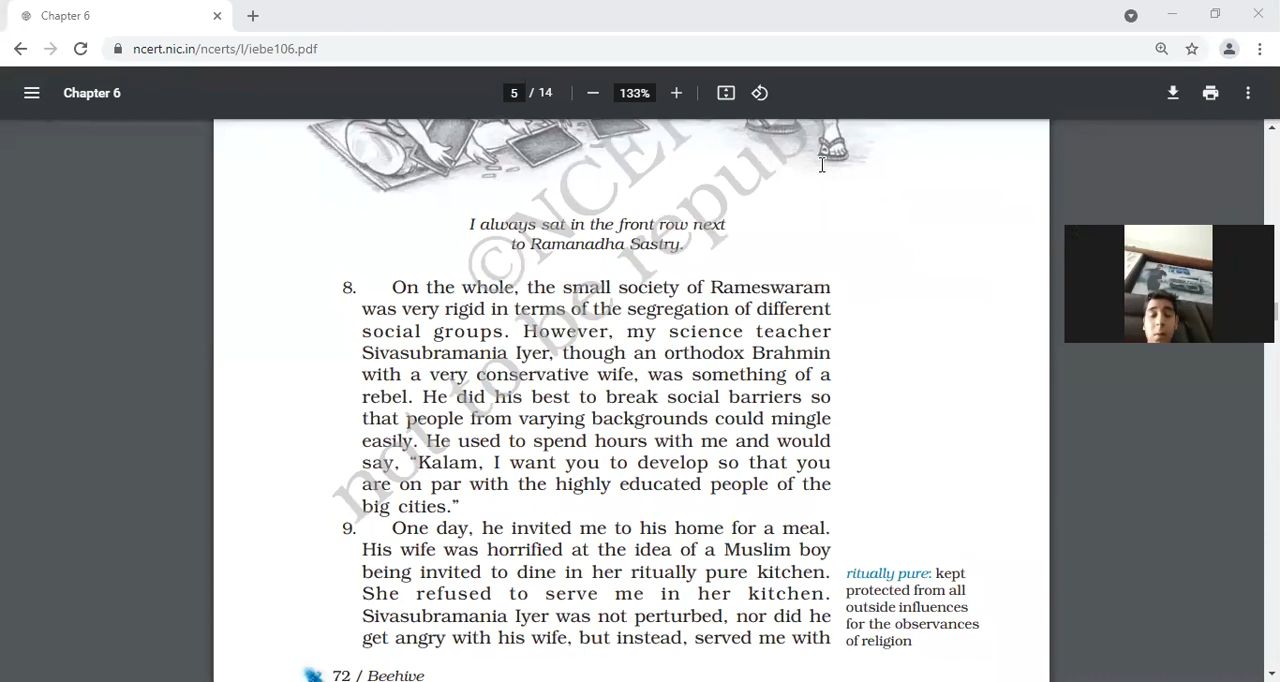 Chapter 6
ncert.nic.in/ncerts/l/iebe106.pdf
Chapter 6
5 / 14
133%
I always sat in the front row next
to Ramanadha Sastry.
8. On the whole, the small society of Rameswaram
was very rigid in terms of the segregation of different
social groups. However, my science teacher
Sivasubramania Iyer, though an orthodox Brahmin
with a very conservative wife, was something of a
rebel. He did his best to break social barriers so
that people from varying backgrounds could mingle
easily. He used to spend hours with me and would
say, “Kalam, I want you to develop so that you
are on par with the highly educated people of the
big cities.”
9. One day, he invited me to his home for a meal.
His wife was horrified at the idea of a Muslim boy
being invited to dine in her ritually pure kitchen.
She refused to serve me in her kitchen.
Sivasubramania Iyer was not perturbed, nor did he
get angry with his wife, but instead, served me with
ritually pure: kept
protected from all
outside influences
for the observances
of religion
72 / Beehive
©NCER
not to be republ